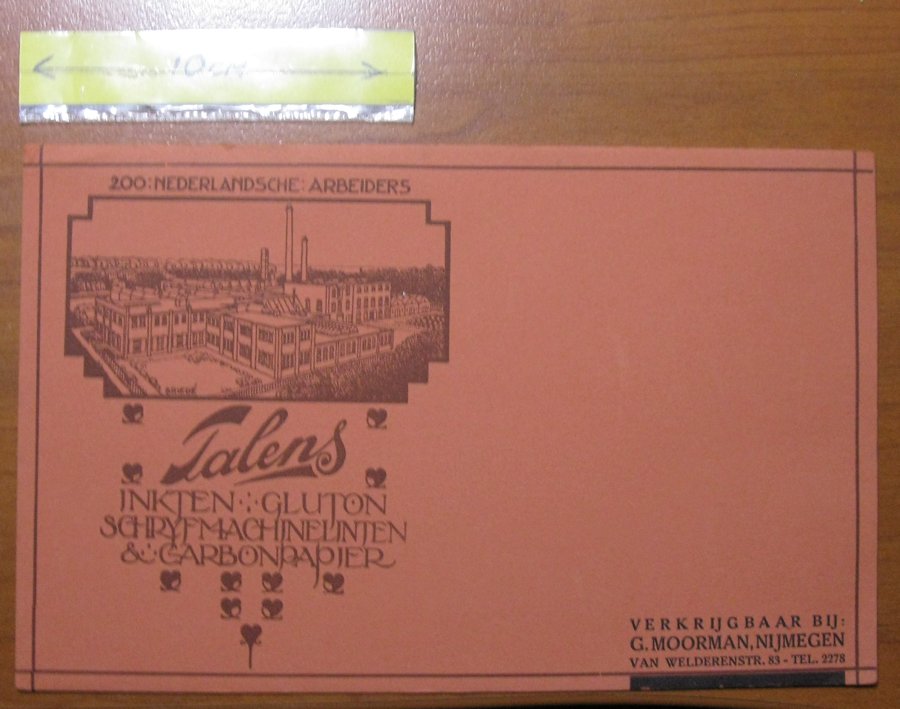 10 cm
200:NEDERLANDSCHE:ARBEIDERS
BRIEDÉ
Talens
INKTEN GLUTON
SCHRYFMACHINELINTEN
& CARBONPAPIER
VERKRIJGBAAR BIJ:
G. MOORMAN, NIJMEGEN
VAN WELDERENSTR. 83 - TEL. 2278